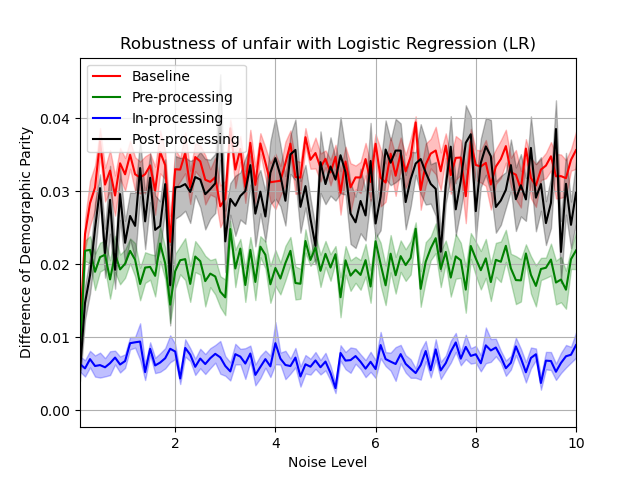 Robustness of unfair with Logistic Regression (LR)
Baseline
Pre-processing
In-processing
Post-processing
Difference of Demographic Parity
0.04
0.03
0.02
0.01
0.00
2 4 6 8 10
Noise Level